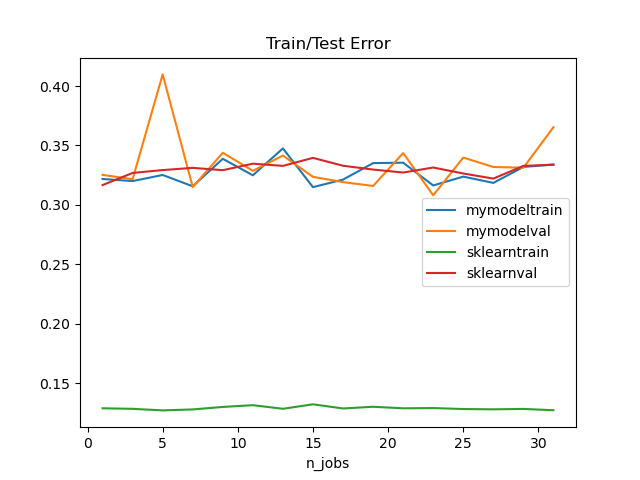 Train/Test Error
0.40
0.35
0.30
0.25
0.20
0.15
mymodeltrain
mymodelval
sklearntrain
sklearnval
0 5 10 15 20 25 30
n_jobs